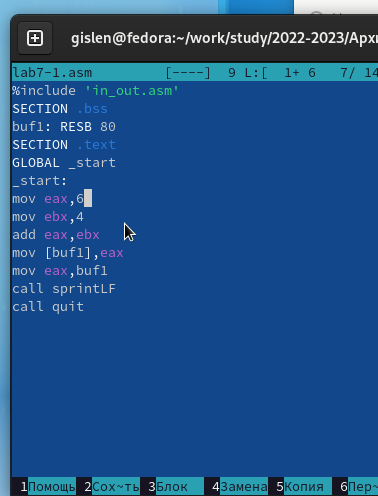 gislen@fedora:~/work/study/2022-2023/Арх
lab7-1.asm [----] 9 L:[ 1+ 6 7/ 14
%include 'in_out.asm'
SECTION .bss
buf1: RESB 80
SECTION .text
GLOBAL _start
_start:
mov eax,6
mov ebx,4
add eax,ebx
mov [buf1],eax
mov eax,buf1
call sprintLF
call quit
1Помощь 2Сох~ть 3Блок 4Замена 5Копия 6Пер~